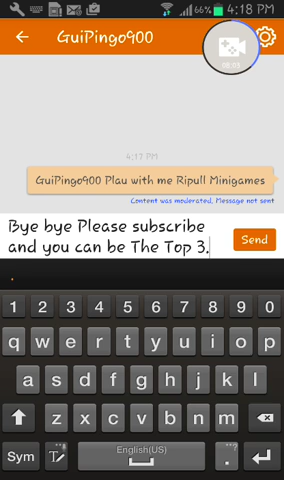 66% 4:18 PM
GuiPingo900
4:17 PM
GuiPingo900 Plau with me Ripull Minigames
Content was moderated, Message not sent
Bye bye Please subscribe
and you can be The Top 3.
Send
1 2 3 4 5 6 7 8 9 0
q w e r t y u i o p
a s d f g h j k l
z x c v b n m
Sym English(US) .